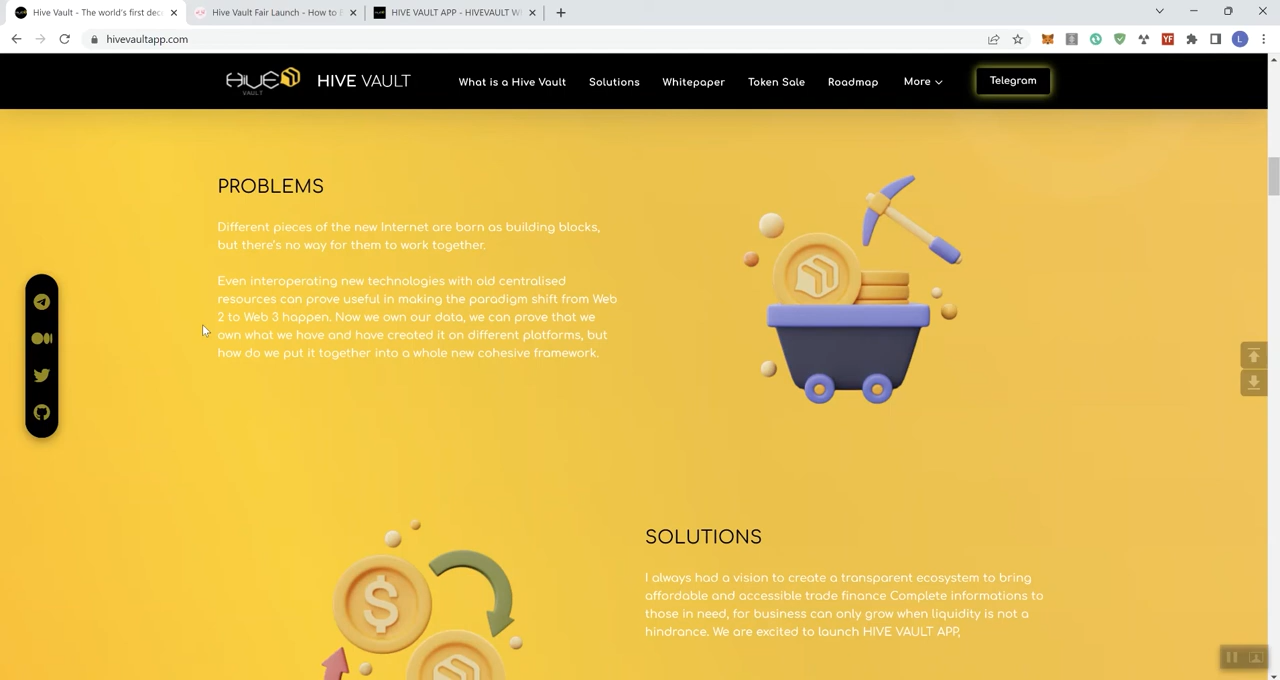 Hive Vault - The world's first dec
Hive Vault Fair Launch - How to
HIVE VAULT APP - HIVEVAULT W
hivevaultapp.com
L
HIVE
VAULT
HIVE VAULT
What is a Hive Vault
Solutions
Whitepaper
Token Sale
Roadmap
More
Telegram
PROBLEMS
Different pieces of the new Internet are born as building blocks,
but there's no way for them to work together.
Even interoperating new technologies with old centralised
resources can prove useful in making the paradigm shift from Web
2 to Web 3 happen. Now we own our data, we can prove that we
own what we have and have created it on different platforms, but
how do we put it together into a whole new cohesive framework.
SOLUTIONS
I always had a vision to create a transparent ecosystem to bring
affordable and accessible trade finance Complete informations to
those in need, for business can only grow when liquidity is not a
hindrance. We are excited to launch HIVE VAULT APP,